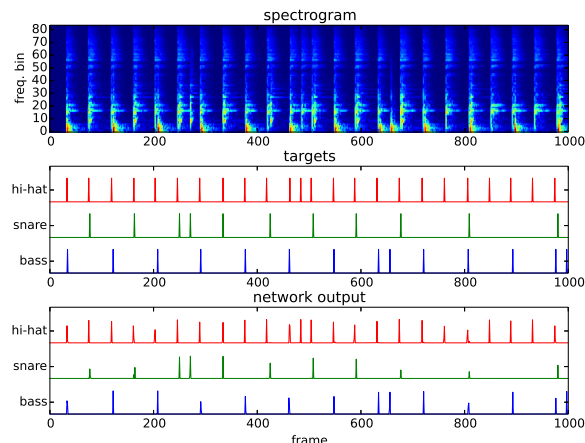 spectrogram
80
70
60
50
40
30
20
10
0
freq. bin
0 200 400 600 800 1000
targets
hi-hat
snare
bass
0 200 400 600 800 1000
network output
hi-hat
snare
bass
0 200 400 600 800 1000
frame